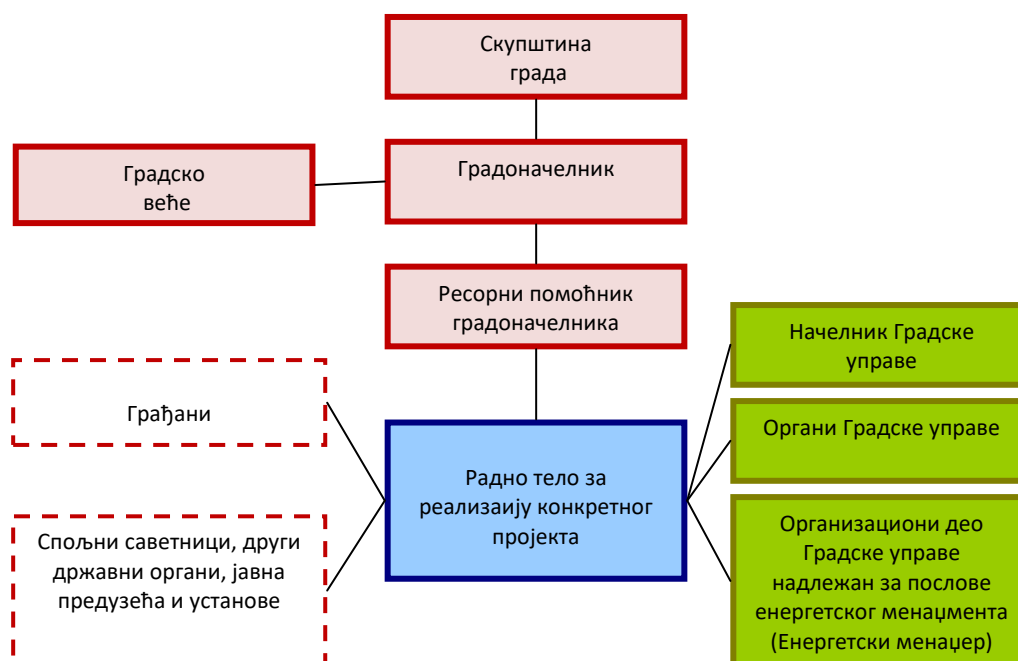 Скупштина
града
Градско
веће
Градоначелник
Ресорни помоћник
градоначелника
Начелник Градске
управе
Грађани
Органи Градске управе
Радно тело за
реализаију конкретног
пројекта
Спољни саветници, други
државни органи, јавна
предузећа и установе
Организациони део
Градске управе
надлежан за послове
енергетског менаџмента
(Енергетски менаџер)